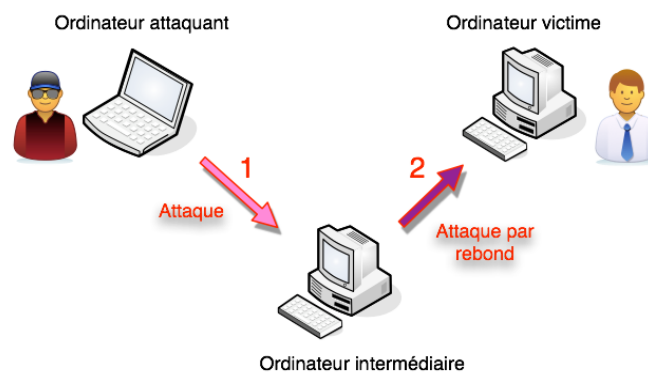 Ordinateur attaquant
Ordinateur victime
1
2
Attaque
Attaque par
rebond
Ordinateur intermédiaire